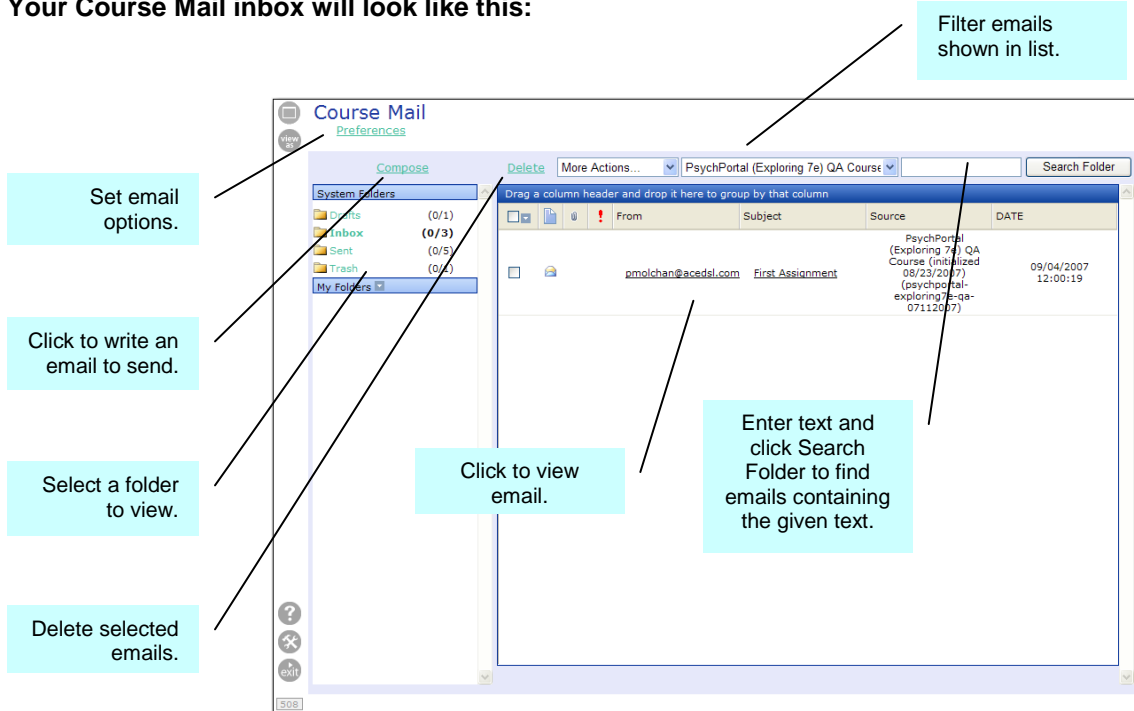 Your Course Mail inbox will look like this:
Filter emails
shown in list.
Course Mail
view
as
Preferences
Compose
Delete
More Actions...
PsychPortal (Exploring 7e) QA Course
Search Folder
Set email
options.
System Folders
Drag a column header and drop it here to group by that column
Drafts (0/1)
Inbox (0/3)
Sent (0/5)
Trash (0/1)
My Folders
From Subject Source DATE
pmolchan@acedsl.com First Assignment
PsychPortal
(Exploring 7e) QA
Course (initialized
08/23/2007)
(psychportal-
exploring7e-qa-
07112007)
09/04/2007
12:00:19
Click to write an
email to send.
Select a folder
to view.
Click to view
email.
Enter text and
click Search
Folder to find
emails containing
the given text.
Delete selected
emails.
?
exit
508